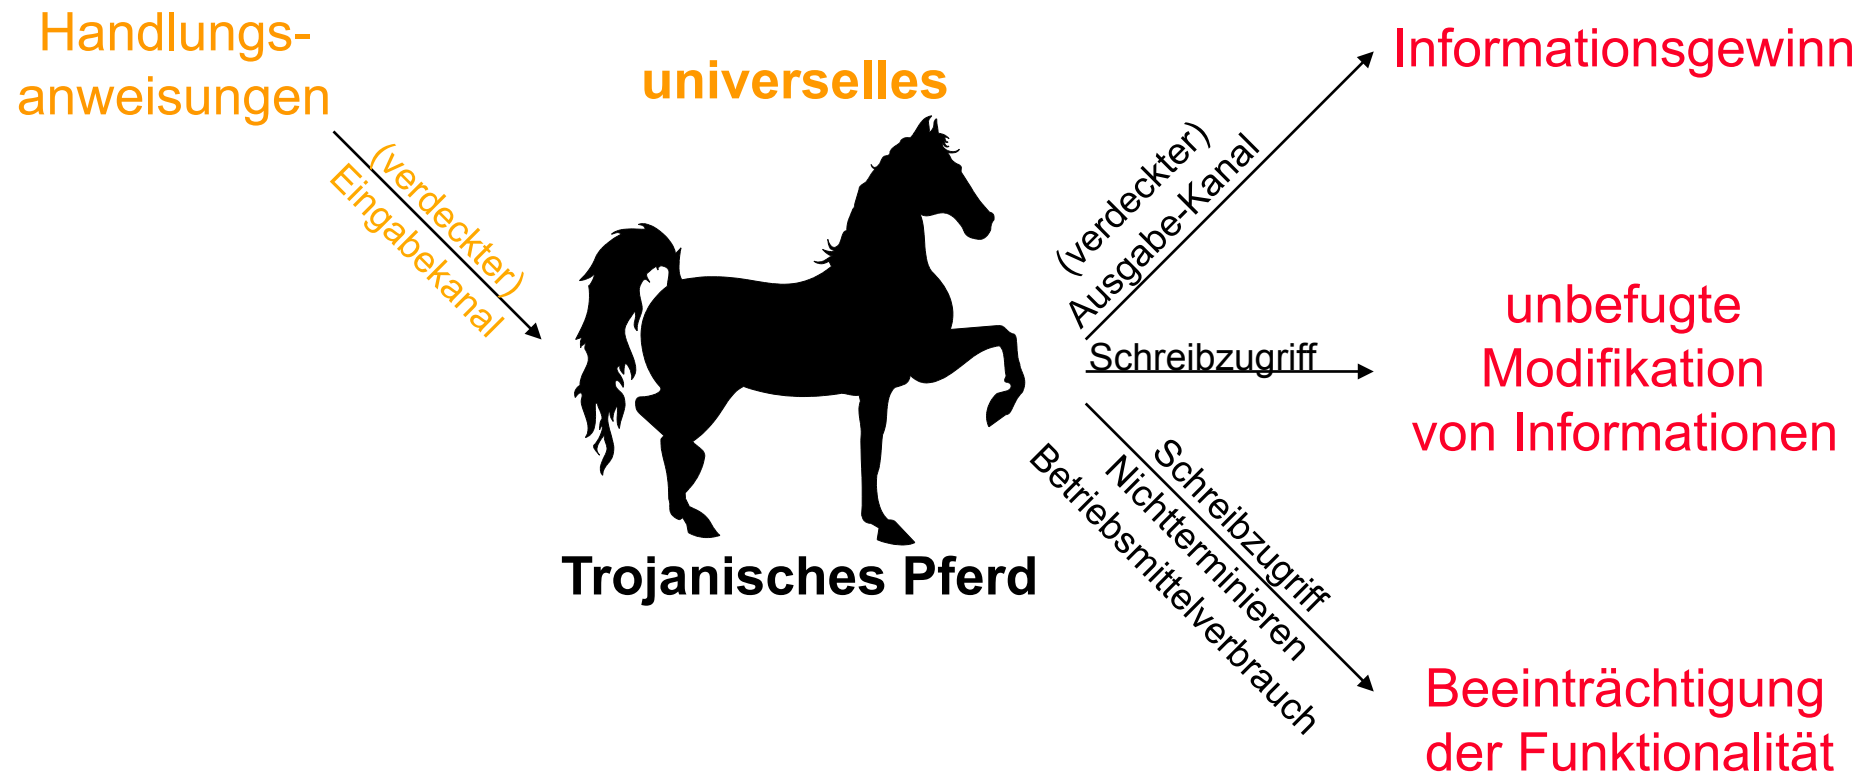 Handlungs-
anweisungen
(verdeckter)
Eingabekanal
universelles
Trojanisches Pferd
(verdeckter)
Ausgabe-Kanal
Informationsgewinn
Schreibzugriff
unbefugte
Modifikation
von Informationen
Schreibzugriff
Nichtterminieren
Betriebsmittelverbrauch
Beeinträchtigung
der Funktionalität